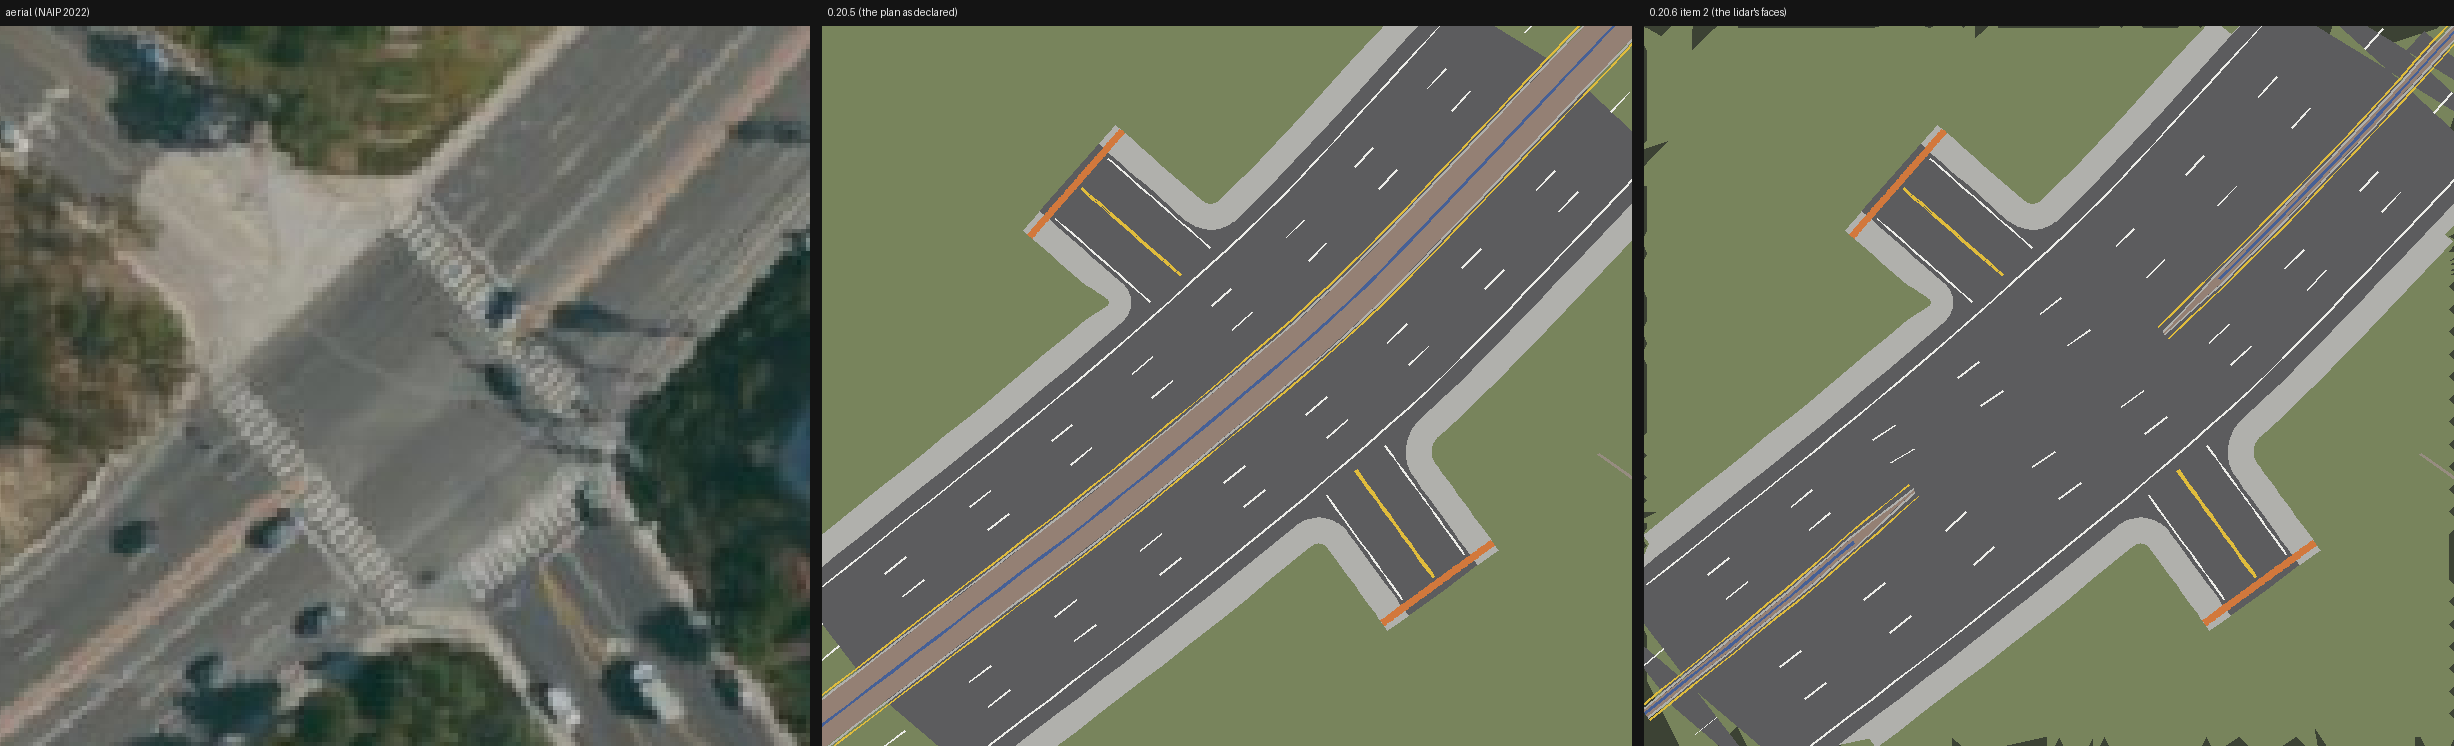 aerial (NAIP 2022)
0.20.5 (the plan as declared)
0.20.6 item 2 (the lidar's faces)